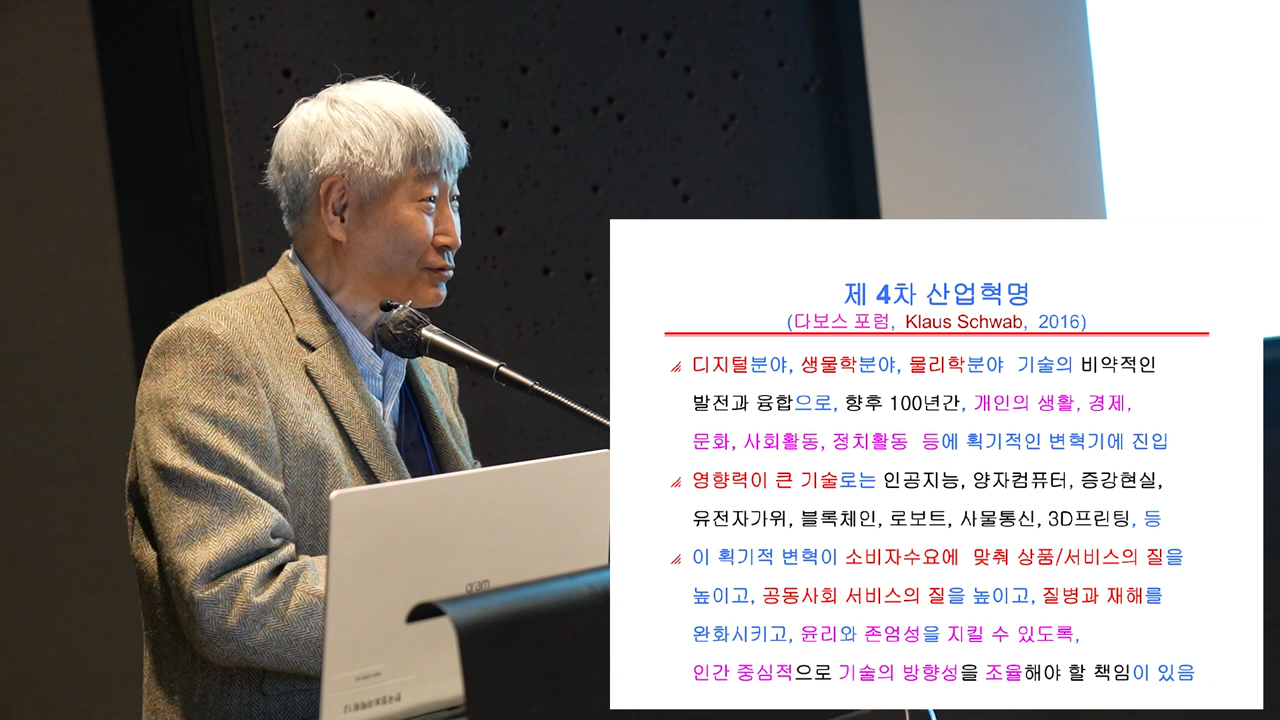 제 4차 산업혁명
(다보스 포럼, Klaus Schwab, 2016)
디지털분야, 생물학분야, 물리학분야 기술의 비약적인
발전과 융합으로, 향후 100년간, 개인의 생활, 경제,
문화, 사회활동, 정치활동 등에 획기적인 변혁기에 진입
영향력이 큰 기술로는 인공지능, 양자컴퓨터, 증강현실,
유전자가위, 블록체인, 로보트, 사물통신, 3D프린팅, 등
이 획기적 변혁이 소비자수요에 맞춰 상품/서비스의 질을
높이고, 공동사회 서비스의 질을 높이고, 질병과 재해를
완화시키고, 윤리와 존엄성을 지킬 수 있도록,
인간 중심적으로 기술의 방향성을 조율해야 할 책임이 있음
gram